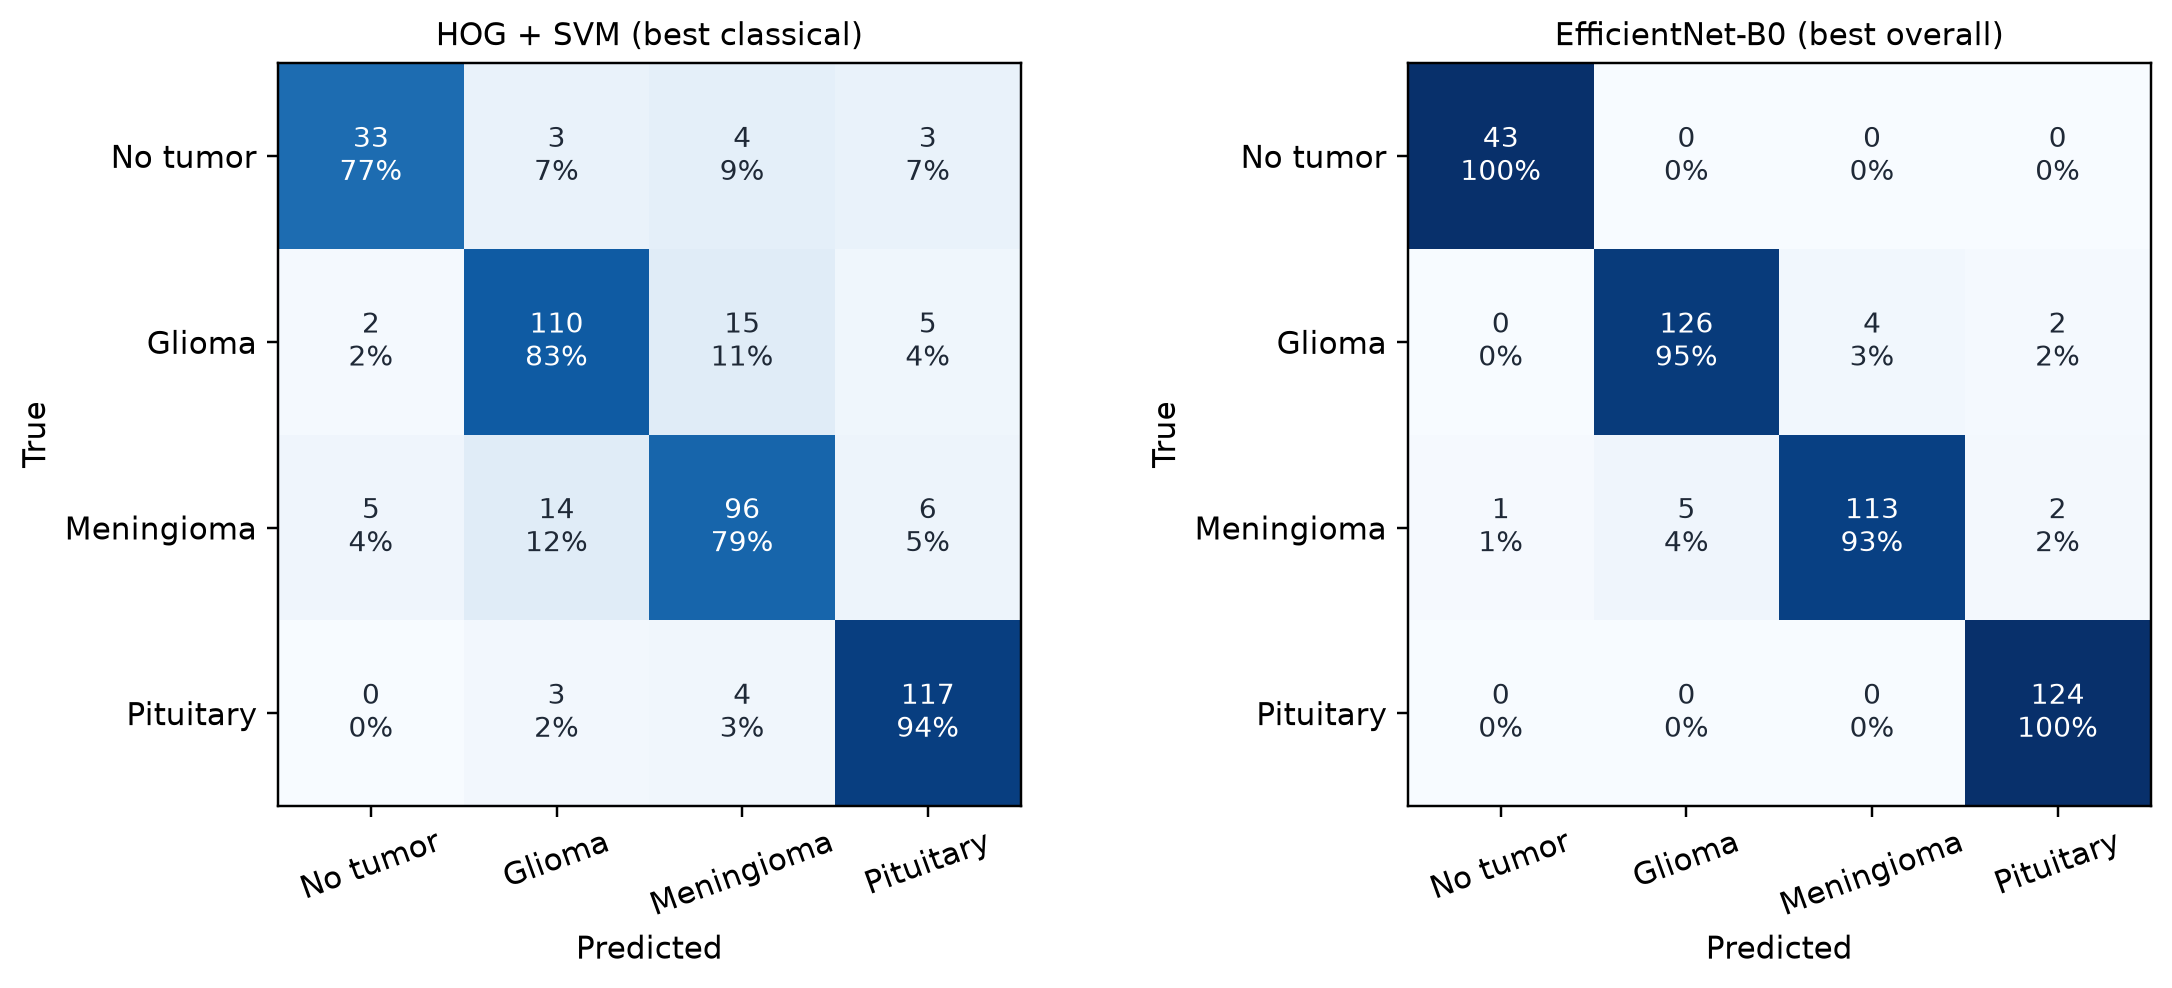 HOG + SVM (best classical)
True
No tumor
33
77%
3
7%
4
9%
3
7%
Glioma
2
2%
110
83%
15
11%
5
4%
Meningioma
5
4%
14
12%
96
79%
6
5%
Pituitary
0
0%
3
2%
4
3%
117
94%
No tumor
Glioma
Meningioma
Pituitary
Predicted
EfficientNet-B0 (best overall)
True
No tumor
43
100%
0
0%
0
0%
0
0%
Glioma
0
0%
126
95%
4
3%
2
2%
Meningioma
1
1%
5
4%
113
93%
2
2%
Pituitary
0
0%
0
0%
0
0%
124
100%
No tumor
Glioma
Meningioma
Pituitary
Predicted